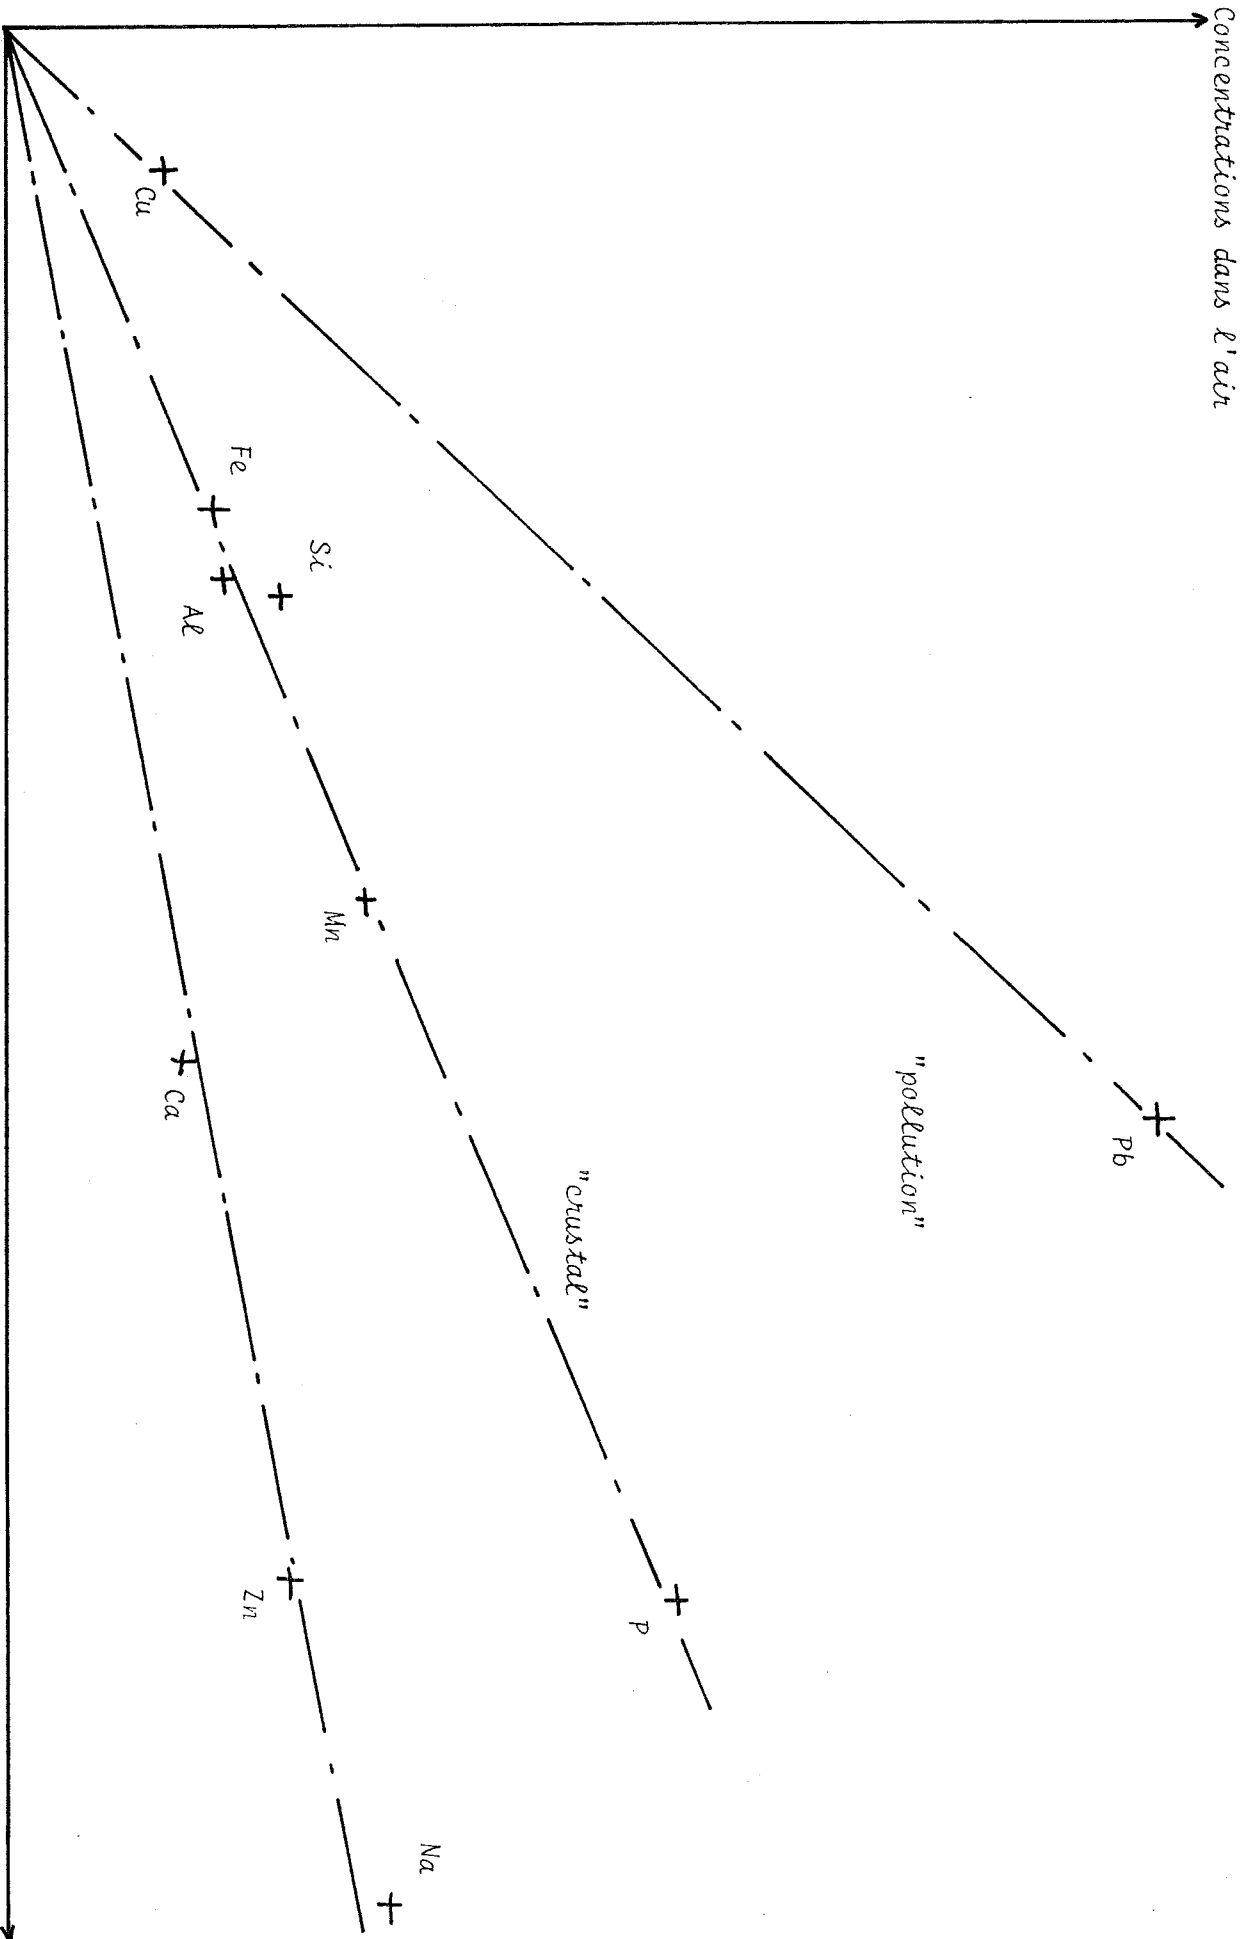 Concentrations dans l'air
Pb
"pollution"
P
"crustal"
Na
Si
Fe
Mn
Zn
Al
Ca
Cu